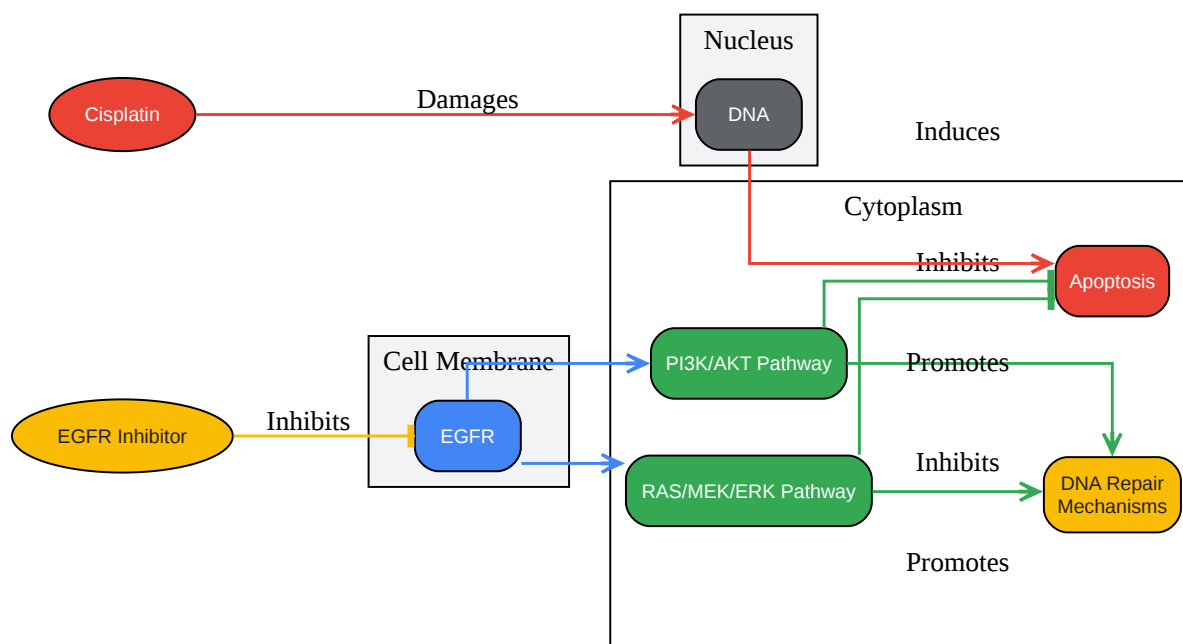 Nucleus
Cisplatin
Damages
DNA
Induces
Cytoplasm
Inhibits
Apoptosis
Cell Membrane
PI3K/AKT Pathway
Promotes
EGFR Inhibitor
Inhibits
EGFR
RAS/MEK/ERK Pathway
Inhibits
DNA Repair
Mechanisms
Promotes